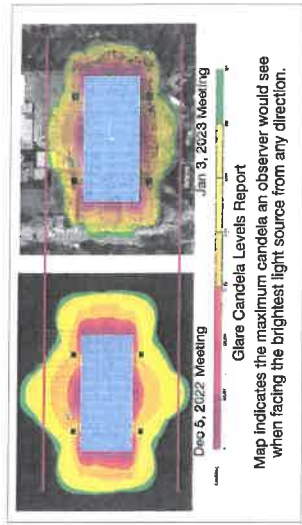 Dec 5, 2022 Meeting
Jan 3, 2023 Meeting
Glare Candela Levels Report
Map indicates the maximum candela an observer would see
when facing the brightest light source from any direction.